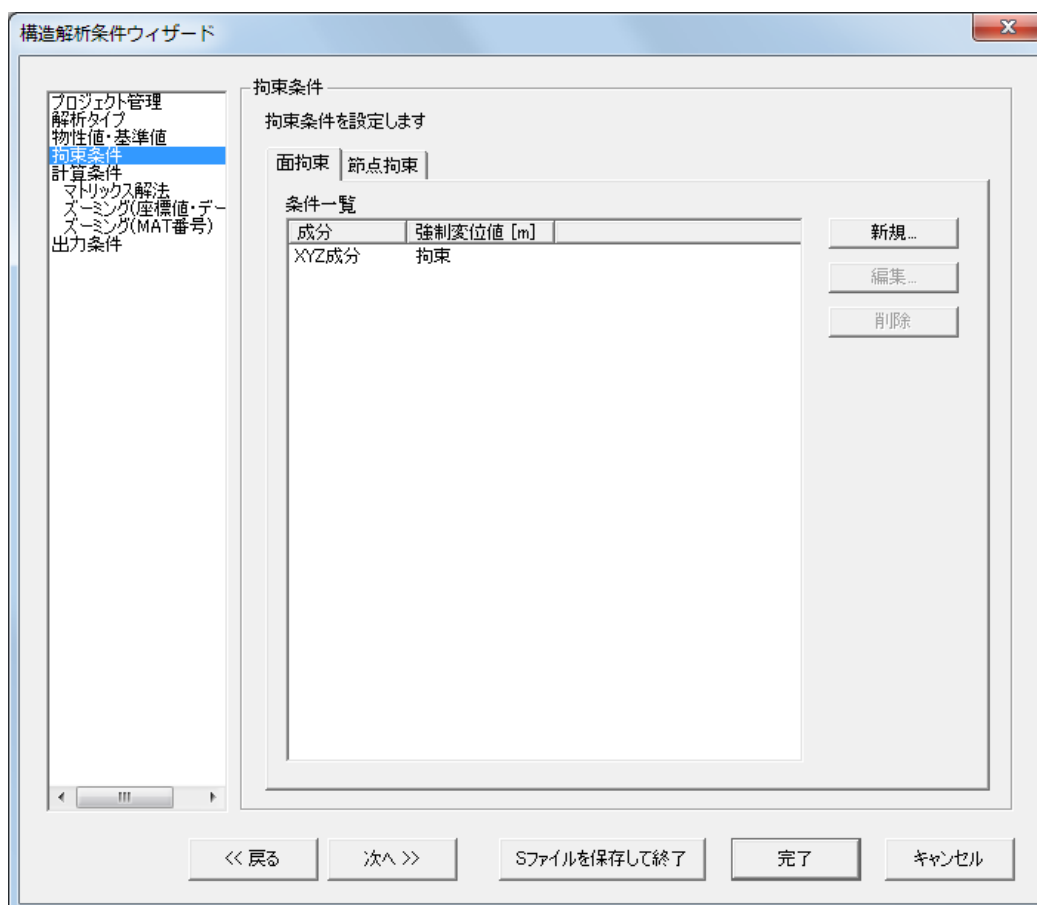 構造解析条件ウィザード
プロジェクト管理
解析タイプ
物性値・基準値
拘束条件
計算条件
マトリックス解法
ズーミング(座標値・デー
ズーミング(MAT番号)
出力条件
拘束条件
拘束条件を設定します
面拘束 節点拘束
条件一覧
成分 強制変位値 [m]
XYZ成分 拘束
新規...
編集...
削除
<< 戻る 次へ >> Sファイルを保存して終了 完了 キャンセル